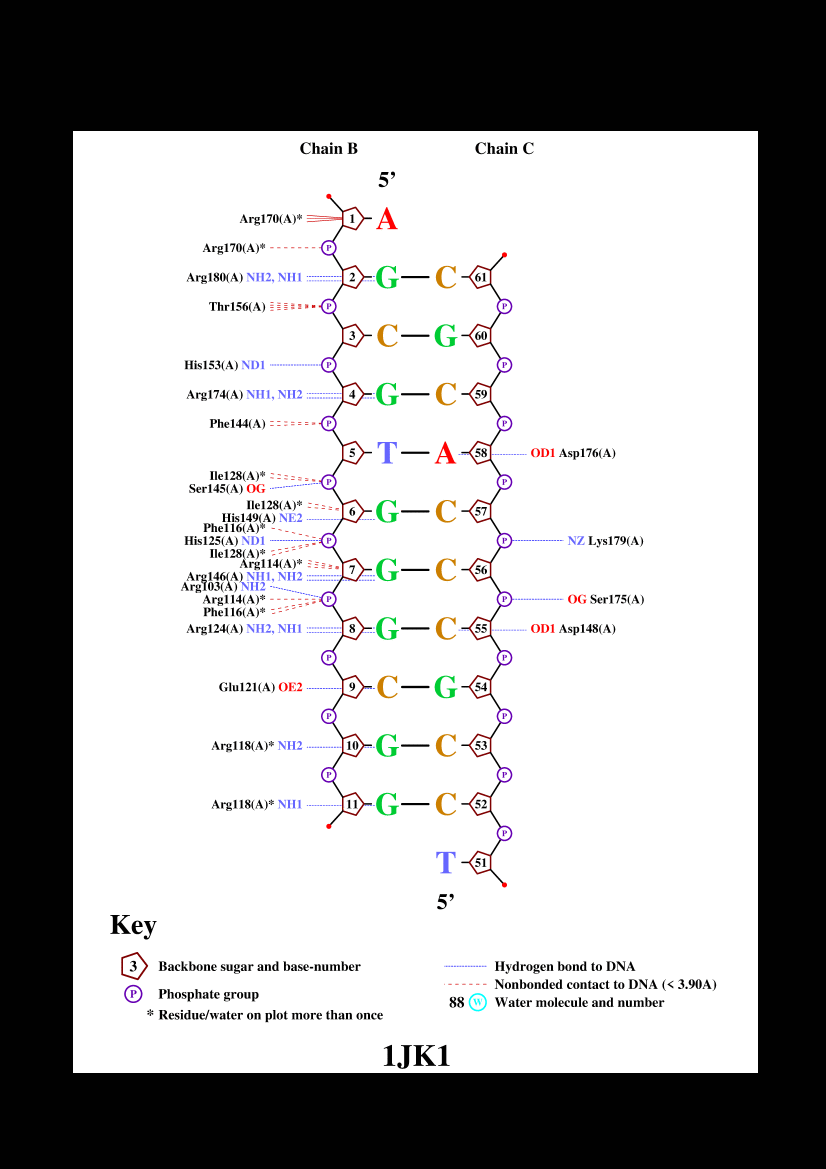 Chain B Chain C
5’
Arg170(A)* 1 A
Arg170(A)* P
Arg180(A) NH2, NH1 2 G C 61
Thr156(A) P P
3 C G 60
His153(A) ND1 P P
Arg174(A) NH1, NH2 4 G C 59
Phe144(A) P P
5 T A 58 OD1 Asp176(A)
Ile128(A)* P P
Ser145(A) OG
Ile128(A)* 6 G C 57
His149(A) NE2
Phe116(A)*
His125(A) ND1 P P NZ Lys179(A)
Ile128(A)*
Arg114(A)* 7 G C 56
Arg146(A) NH1, NH2
Arg103(A) NH2
Arg114(A)* P P OG Ser175(A)
Phe116(A)*
Arg124(A) NH2, NH1 8 G C 55 OD1 Asp148(A)
P P
Glu121(A) OE2 9 C G 54
P P
Arg118(A)* NH2 10 G C 53
P P
Arg118(A)* NH1 11 G C 52
P
T 51
5’
Key
3 Backbone sugar and base-number Hydrogen bond to DNA
P Phosphate group Nonbonded contact to DNA (< 3.90A)
* Residue/water on plot more than once 88 W Water molecule and number
1JK1